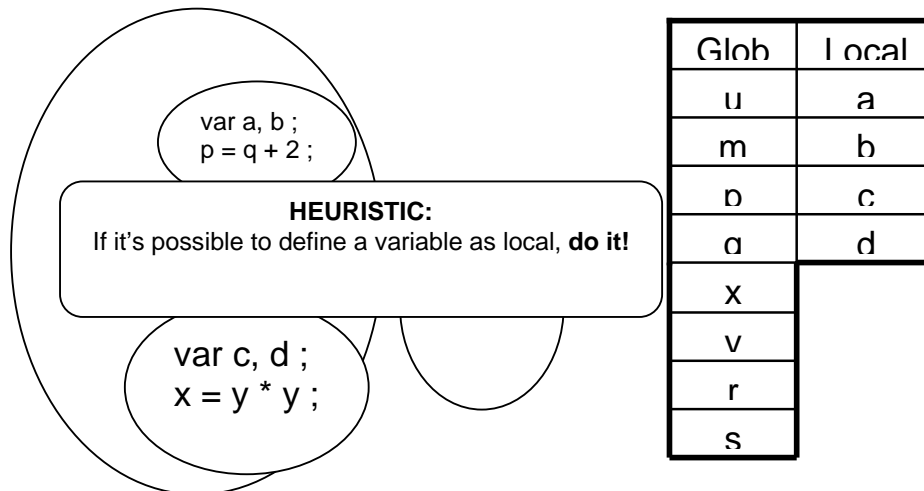 var a, b ;
p = q + 2 ;
HEURISTIC:
If it's possible to define a variable as local, do it!
var c, d ;
x = y * y ;
Glob Local
u a
m b
p c
q d
x
y
r
s